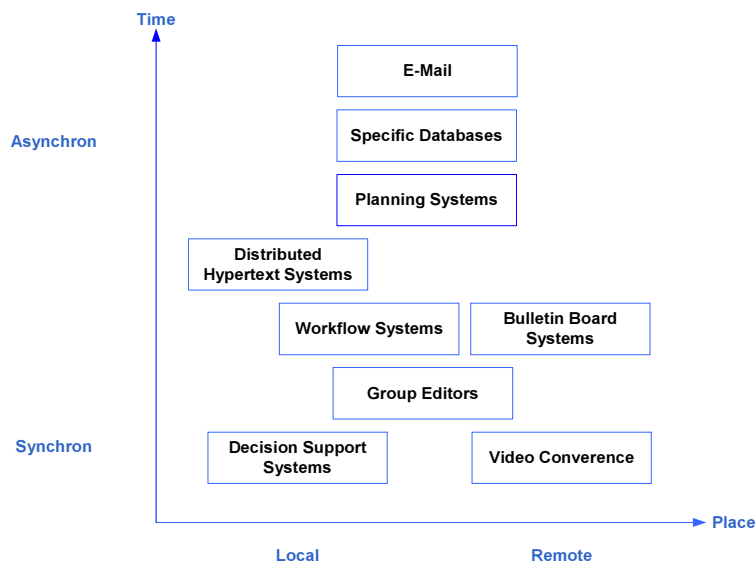 Time
E-Mail
Asynchron
Specific Databases
Planning Systems
Distributed
Hypertext Systems
Workflow Systems
Bulletin Board
Systems
Group Editors
Synchron
Decision Support
Systems
Video Converence
Place
Local
Remote